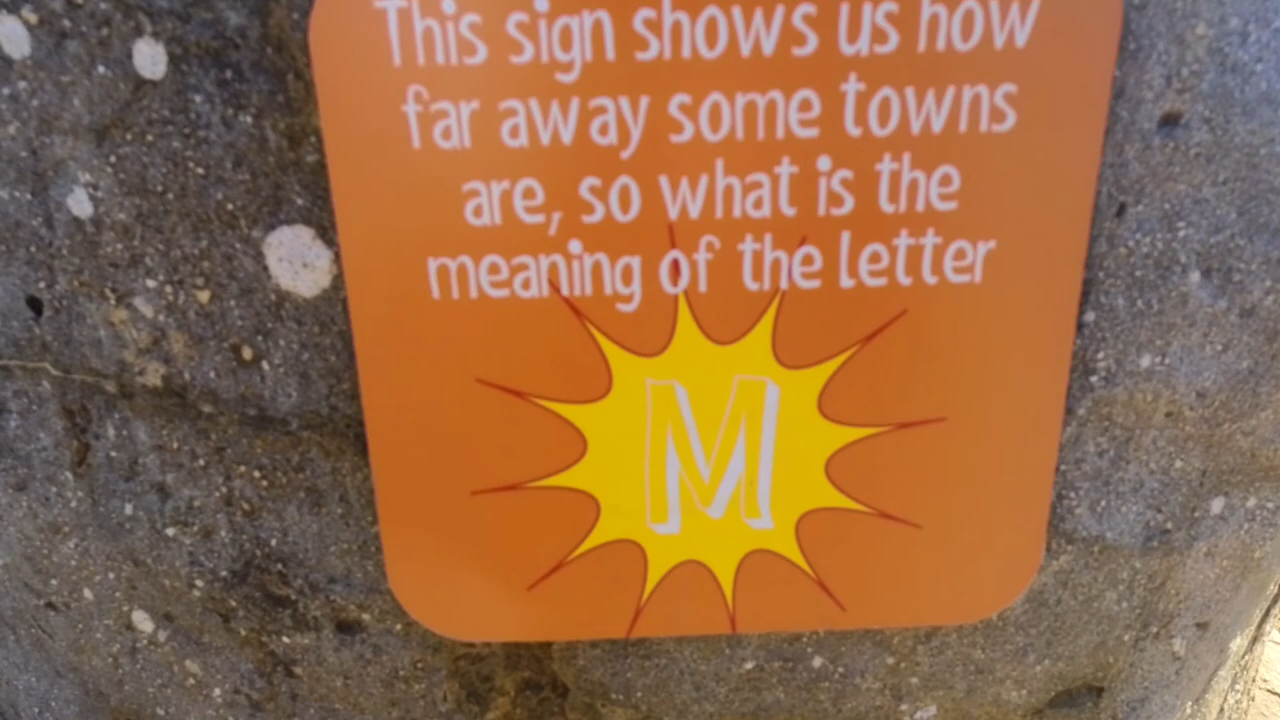 This sign shows us how
far away some towns
are, so what is the
meaning of the letter
M